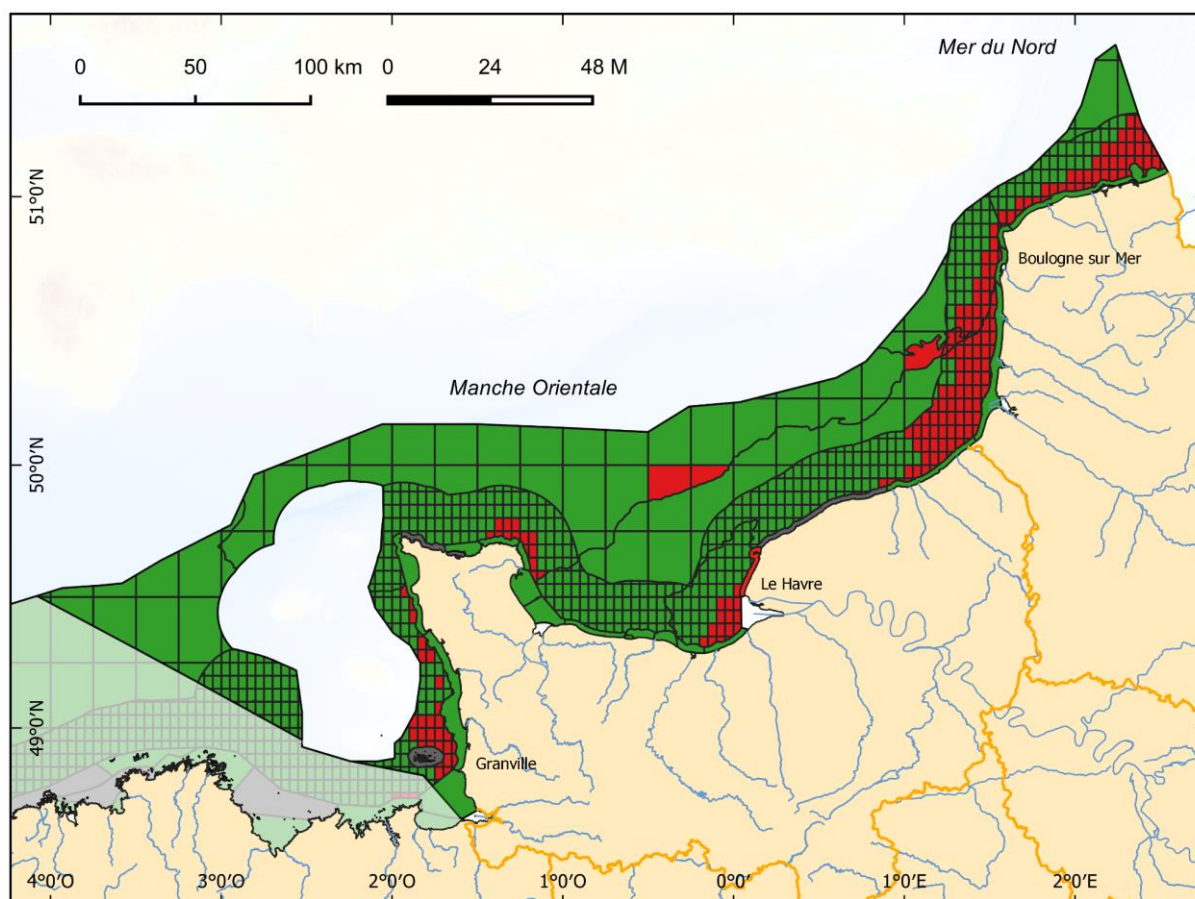 Mer du Nord
0 50 100 km 0 24 48 M
51°0'N
Boulogne sur Mer
Manche Orientale
50°0'N
Le Havre
49°0'N
Granville
4°0'O 3°0'O 2°0'O 1°0'O 0°0' 1°0'E 2°0'E